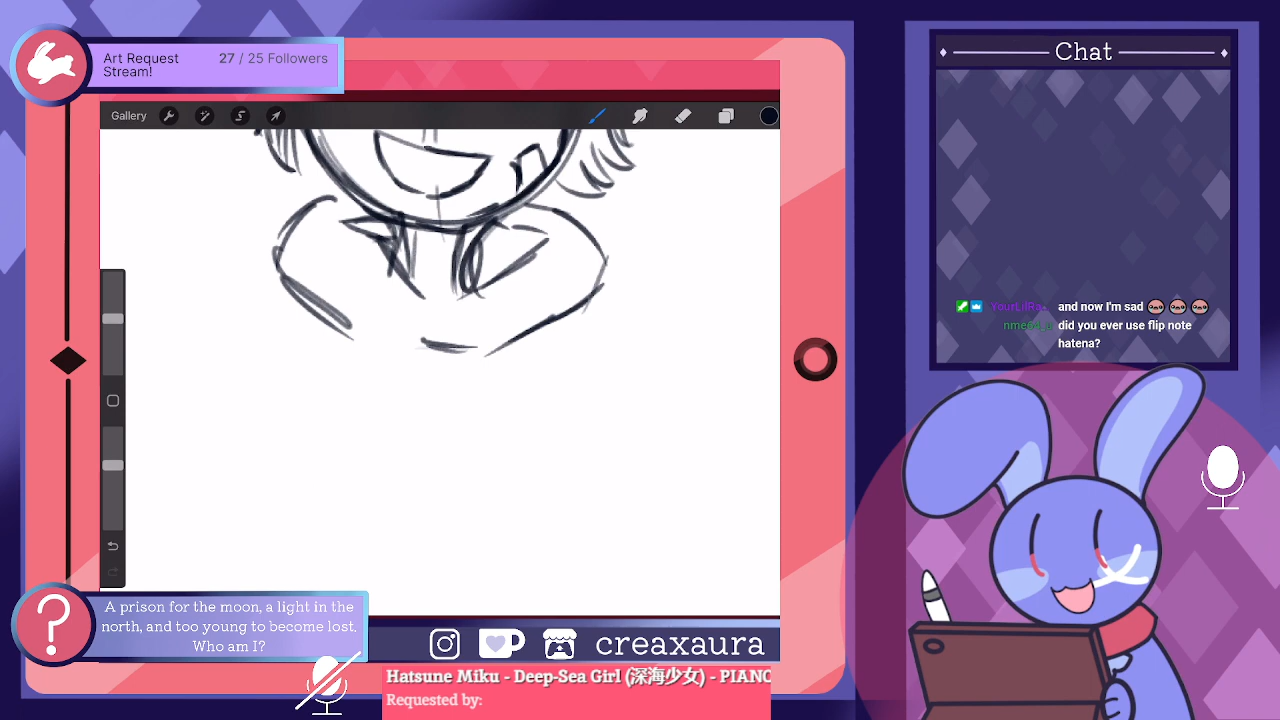 Art Request
Stream!
27 / 25 Followers
Gallery
Chat
and now I'm sad
did you ever use flip note
hatena?
A prison for the moon, a light in the
north, and too young to become lost.
Who am I?
creaxaura
Hatsune Miku - Deep-Sea Girl (深海少女) - PIANO
Requested by: